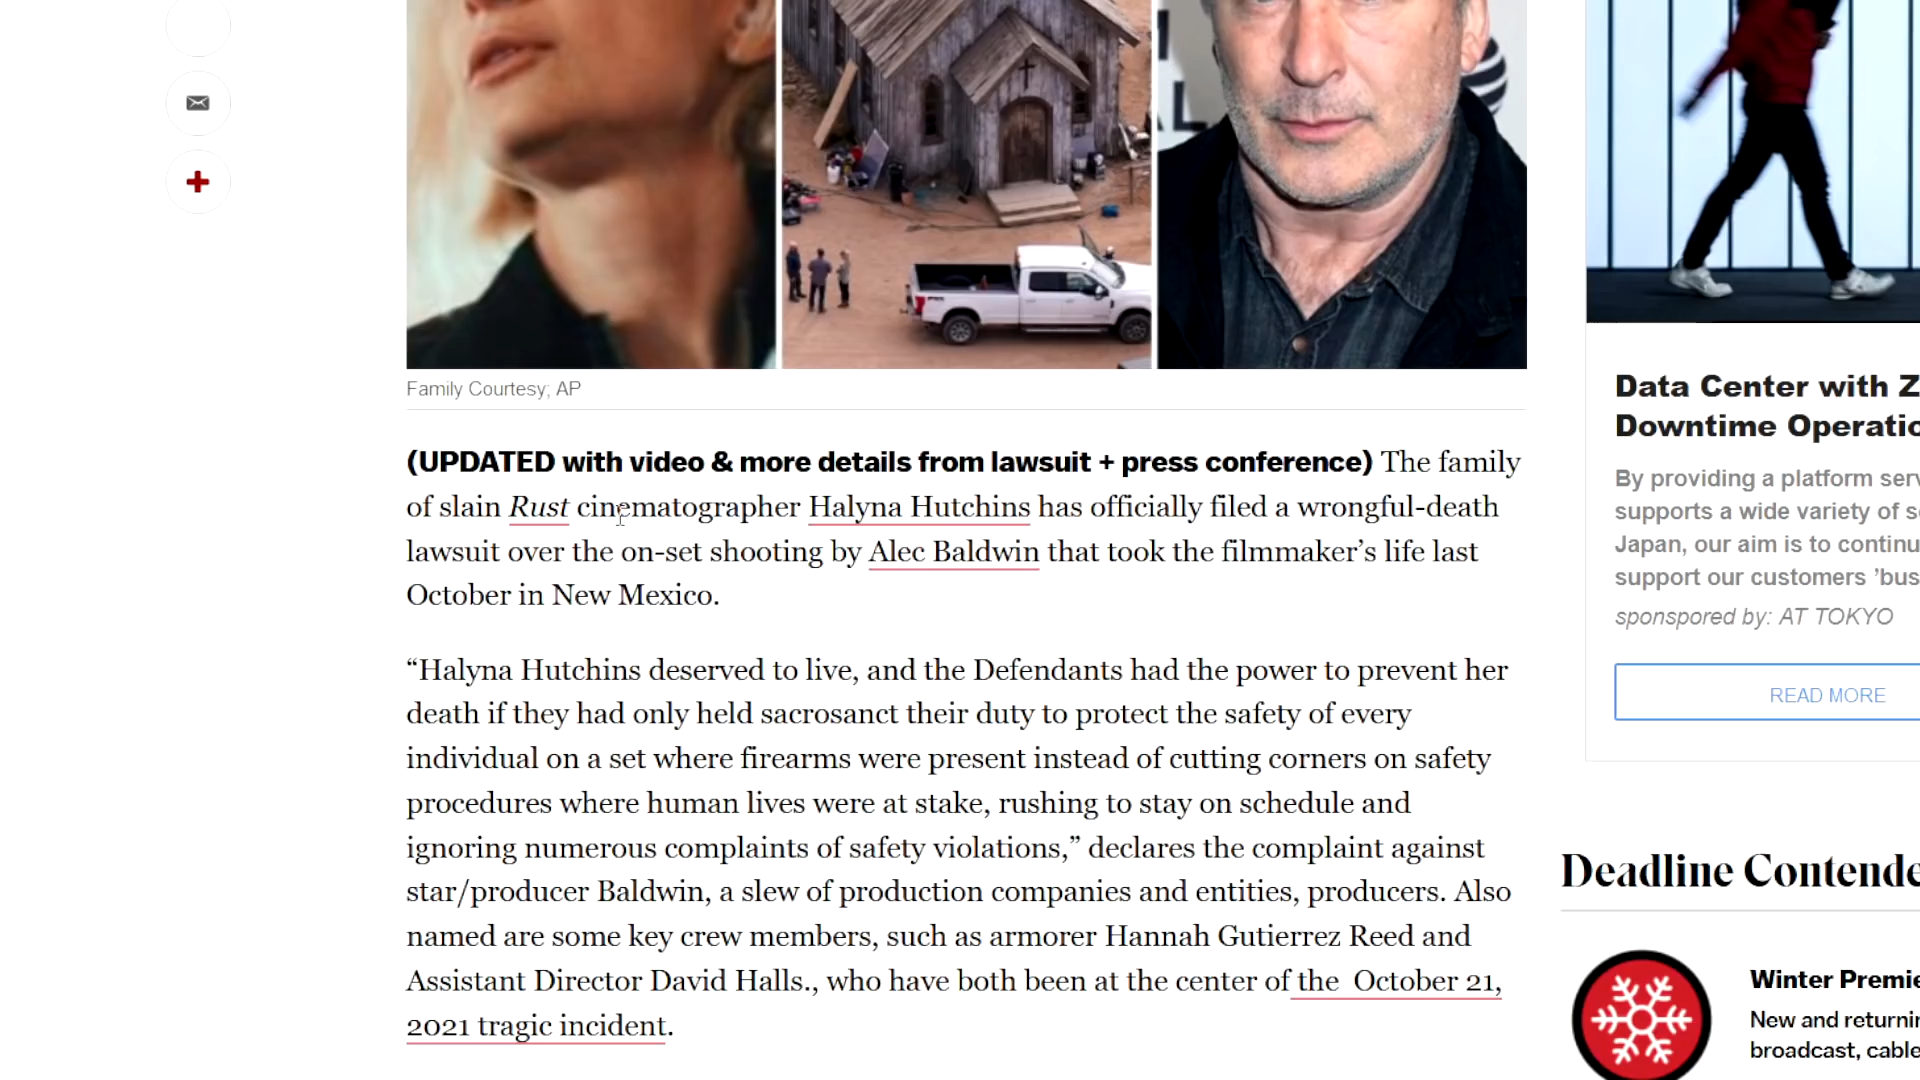 Family Courtesy; AP
(UPDATED with video & more details from lawsuit + press conference) The family
of slain Rust cinematographer Halyna Hutchins has officially filed a wrongful-death
lawsuit over the on-set shooting by Alec Baldwin that took the filmmaker’s life last
October in New Mexico.
“Halyna Hutchins deserved to live, and the Defendants had the power to prevent her
death if they had only held sacrosanct their duty to protect the safety of every
individual on a set where firearms were present instead of cutting corners on safety
procedures where human lives were at stake, rushing to stay on schedule and
ignoring numerous complaints of safety violations,” declares the complaint against
star/producer Baldwin, a slew of production companies and entities, producers. Also
named are some key crew members, such as armorer Hannah Gutierrez Reed and
Assistant Director David Halls., who have both been at the center of the October 21,
2021 tragic incident.
Data Center with Z
Downtime Operatio
By providing a platform serv
supports a wide variety of s
Japan, our aim is to continu
support our customers ’bus
sponspored by: AT TOKYO
READ MORE
Deadline Contende
Winter Premie
New and returnin
broadcast, cable